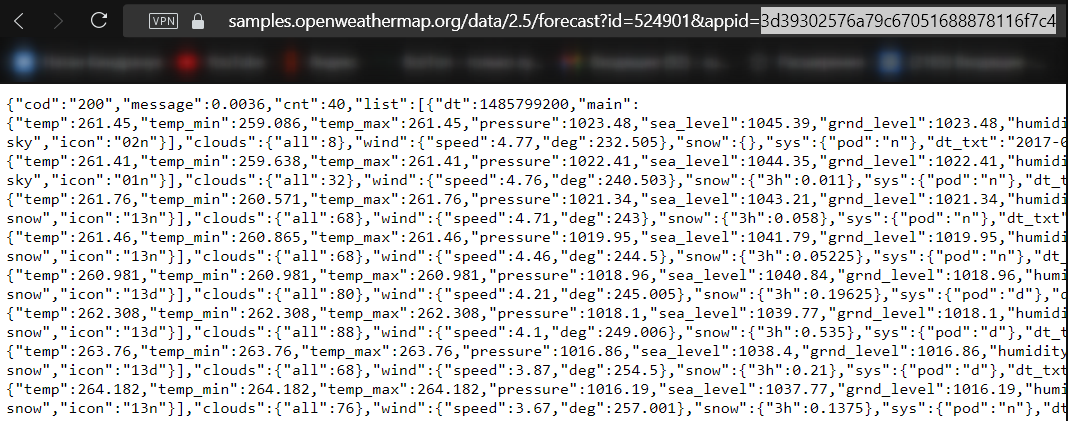 VPN samples.openweathermap.org/data/2.5/forecast?id=524901&appid=3d39302576a79c67051688878116f7c4
{"cod":"200","message":0.0036,"cnt":40,"list":[{"dt":1485799200,"main":
{"temp":261.45,"temp_min":259.086,"temp_max":261.45,"pressure":1023.48,"sea_level":1045.39,"grnd_level":1023.48,"humidi
sky","icon":"02n"}],"clouds":{"all":8},"wind":{"speed":4.77,"deg":232.505},"snow":{},"sys":{"pod":"n"},"dt_txt":"2017-0
{"temp":261.41,"temp_min":259.638,"temp_max":261.41,"pressure":1022.41,"sea_level":1044.35,"grnd_level":1022.41,"humidi
sky","icon":"01n"}],"clouds":{"all":32},"wind":{"speed":4.76,"deg":240.503},"snow":{"3h":0.011},"sys":{"pod":"n"},"dt_t
{"temp":261.76,"temp_min":260.571,"temp_max":261.76,"pressure":1021.34,"sea_level":1043.21,"grnd_level":1021.34,"humidi
snow","icon":"13n"}],"clouds":{"all":68},"wind":{"speed":4.71,"deg":243},"snow":{"3h":0.058},"sys":{"pod":"n"},"dt_txt"
{"temp":261.46,"temp_min":260.865,"temp_max":261.46,"pressure":1019.95,"sea_level":1041.79,"grnd_level":1019.95,"humidi
snow","icon":"13n"}],"clouds":{"all":68},"wind":{"speed":4.46,"deg":244.5},"snow":{"3h":0.05225},"sys":{"pod":"n"},"dt_
{"temp":260.981,"temp_min":260.981,"temp_max":260.981,"pressure":1018.96,"sea_level":1040.84,"grnd_level":1018.96,"humi
snow","icon":"13d"}],"clouds":{"all":80},"wind":{"speed":4.21,"deg":245.005},"snow":{"3h":0.19625},"sys":{"pod":"d"},"d
{"temp":262.308,"temp_min":262.308,"temp_max":262.308,"pressure":1018.1,"sea_level":1039.77,"grnd_level":1018.1,"humidi
snow","icon":"13d"}],"clouds":{"all":88},"wind":{"speed":4.1,"deg":249.006},"snow":{"3h":0.535},"sys":{"pod":"d"},"dt_t
{"temp":263.76,"temp_min":263.76,"temp_max":263.76,"pressure":1016.86,"sea_level":1038.4,"grnd_level":1016.86,"humidity
snow","icon":"13d"}],"clouds":{"all":68},"wind":{"speed":3.87,"deg":254.5},"snow":{"3h":0.21},"sys":{"pod":"d"},"dt_txt
{"temp":264.182,"temp_min":264.182,"temp_max":264.182,"pressure":1016.19,"sea_level":1037.77,"grnd_level":1016.19,"humi
snow","icon":"13n"}],"clouds":{"all":76},"wind":{"speed":3.67,"deg":257.001},"snow":{"3h":0.1375},"sys":{"pod":"n"},"dt